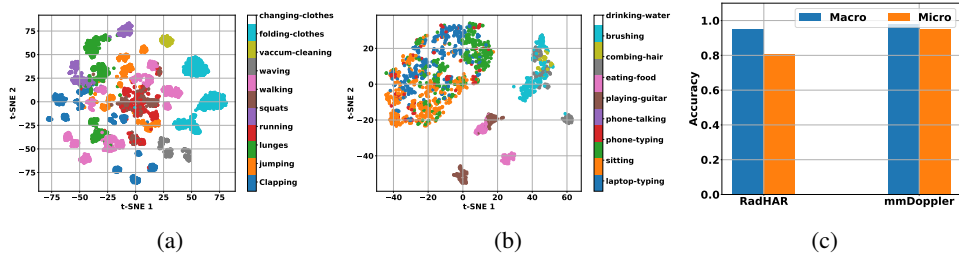 75
50
25
0
−25
−50
−75
−75 −50 −25 0 25 50 75
t-SNE 1
t-SNE 2
changing-clothes
folding-clothes
vaccum-cleaning
waving
walking
squats
running
lunges
jumping
Clapping
(a)
20
0
−20
−40
−40 −20 0 20 40 60
t-SNE 1
t-SNE 2
drinking-water
brushing
combing-hair
eating-food
playing-guitar
phone-talking
phone-typing
sitting
laptop-typing
(b)
Macro Micro
1.0
0.8
0.6
0.4
0.2
0.0
Accuracy
RadHAR mmDoppler
(c)